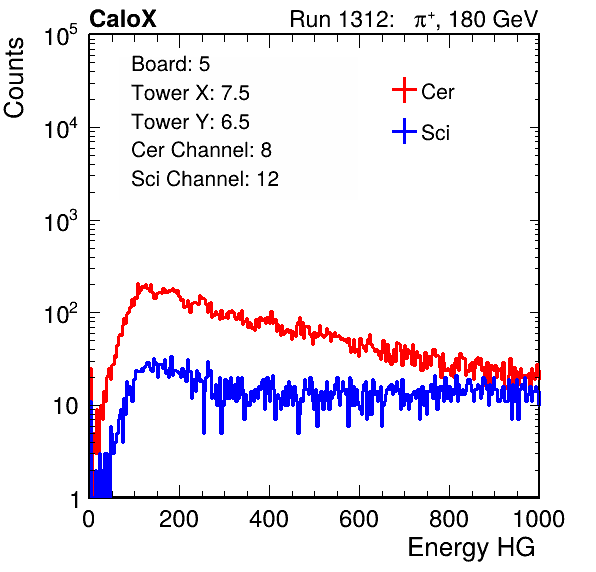 CaloX Run 1312: π⁺, 180 GeV
Counts
Board: 5
Tower X: 7.5
Tower Y: 6.5
Cer Channel: 8
Sci Channel: 12
Cer
Sci
10⁵
10⁴
10³
10²
10
1
0 200 400 600 800 1000
Energy HG